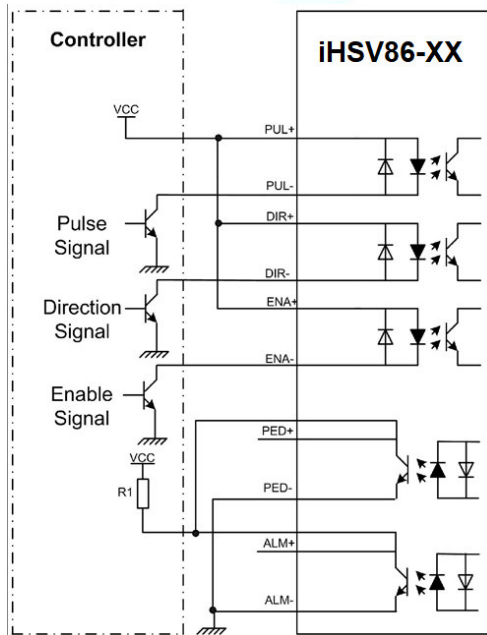 Controller
iHSV86-XX
VCC
PUL+
PUL-
Pulse
Signal
DIR+
DIR-
Direction
Signal
ENA+
ENA-
Enable
Signal
PED+
VCC
R1
PED-
ALM+
ALM-